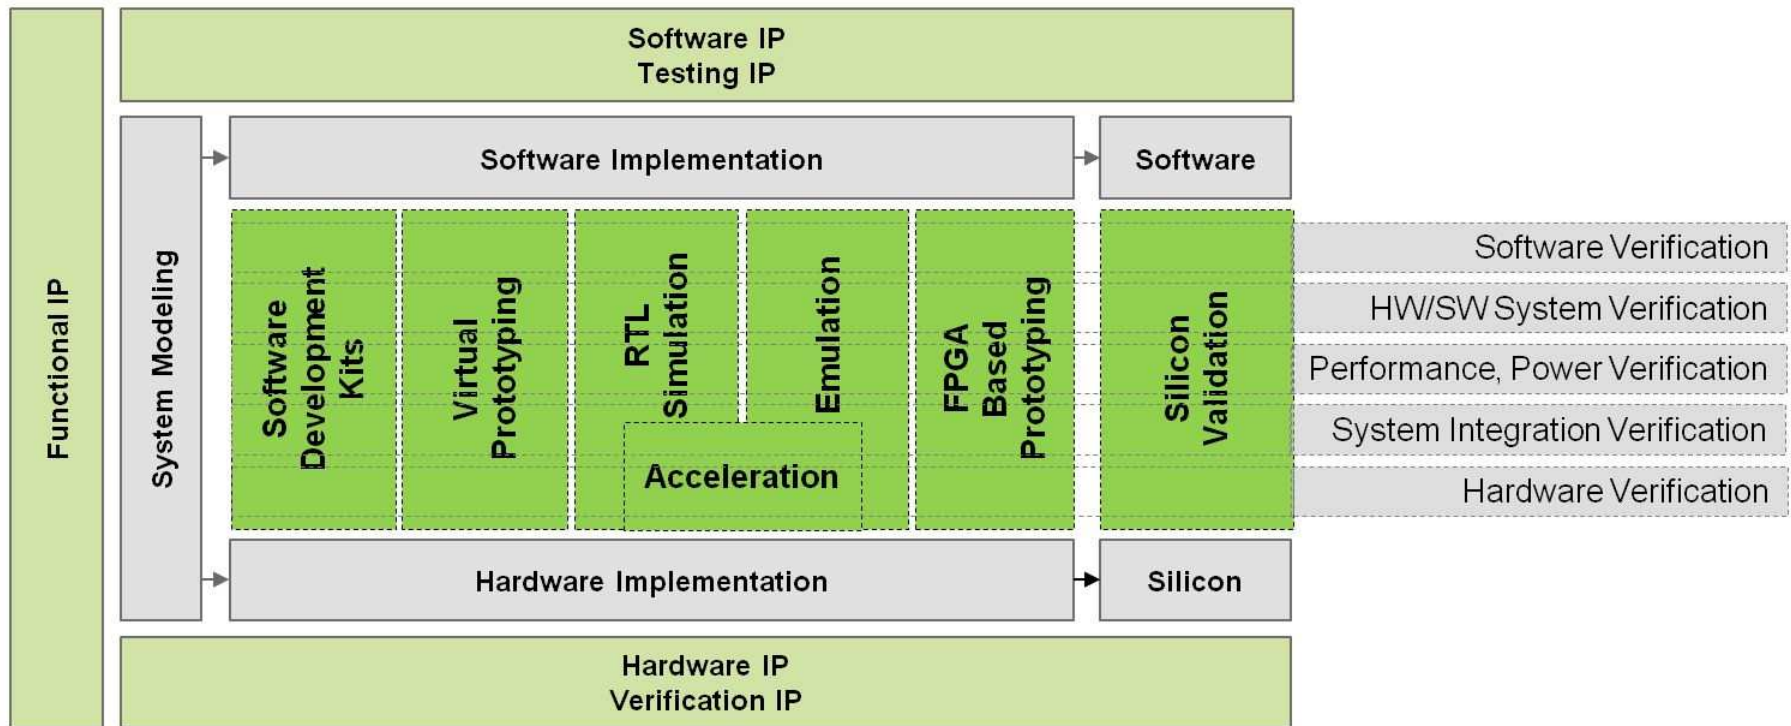 Software IP
Testing IP
Functional IP
System Modeling
Software Implementation
Software
Software
Development
Kits
Virtual
Prototyping
RTL
Simulation
Emulation
Acceleration
FPGA
Based
Prototyping
Silicon
Validation
Software Verification
HW/SW System Verification
Performance, Power Verification
System Integration Verification
Hardware Verification
Hardware Implementation
Silicon
Hardware IP
Verification IP